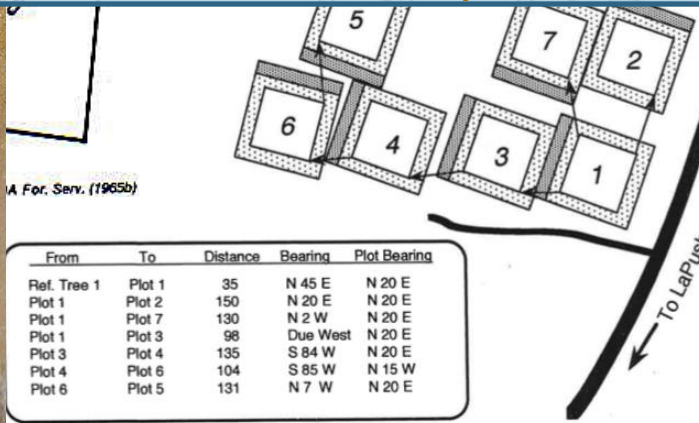 5
7
2
6
4
3
1
A For. Serv. (1965b)
To LaPush
From To Distance Bearing Plot Bearing
Ref. Tree 1 Plot 1 35 N 45 E N 20 E
Plot 1 Plot 2 150 N 20 E N 20 E
Plot 1 Plot 7 130 N 2 W N 20 E
Plot 1 Plot 3 98 Due West N 20 E
Plot 3 Plot 4 135 S 84 W N 20 E
Plot 4 Plot 6 104 S 85 W N 15 W
Plot 6 Plot 5 131 N 7 W N 20 E